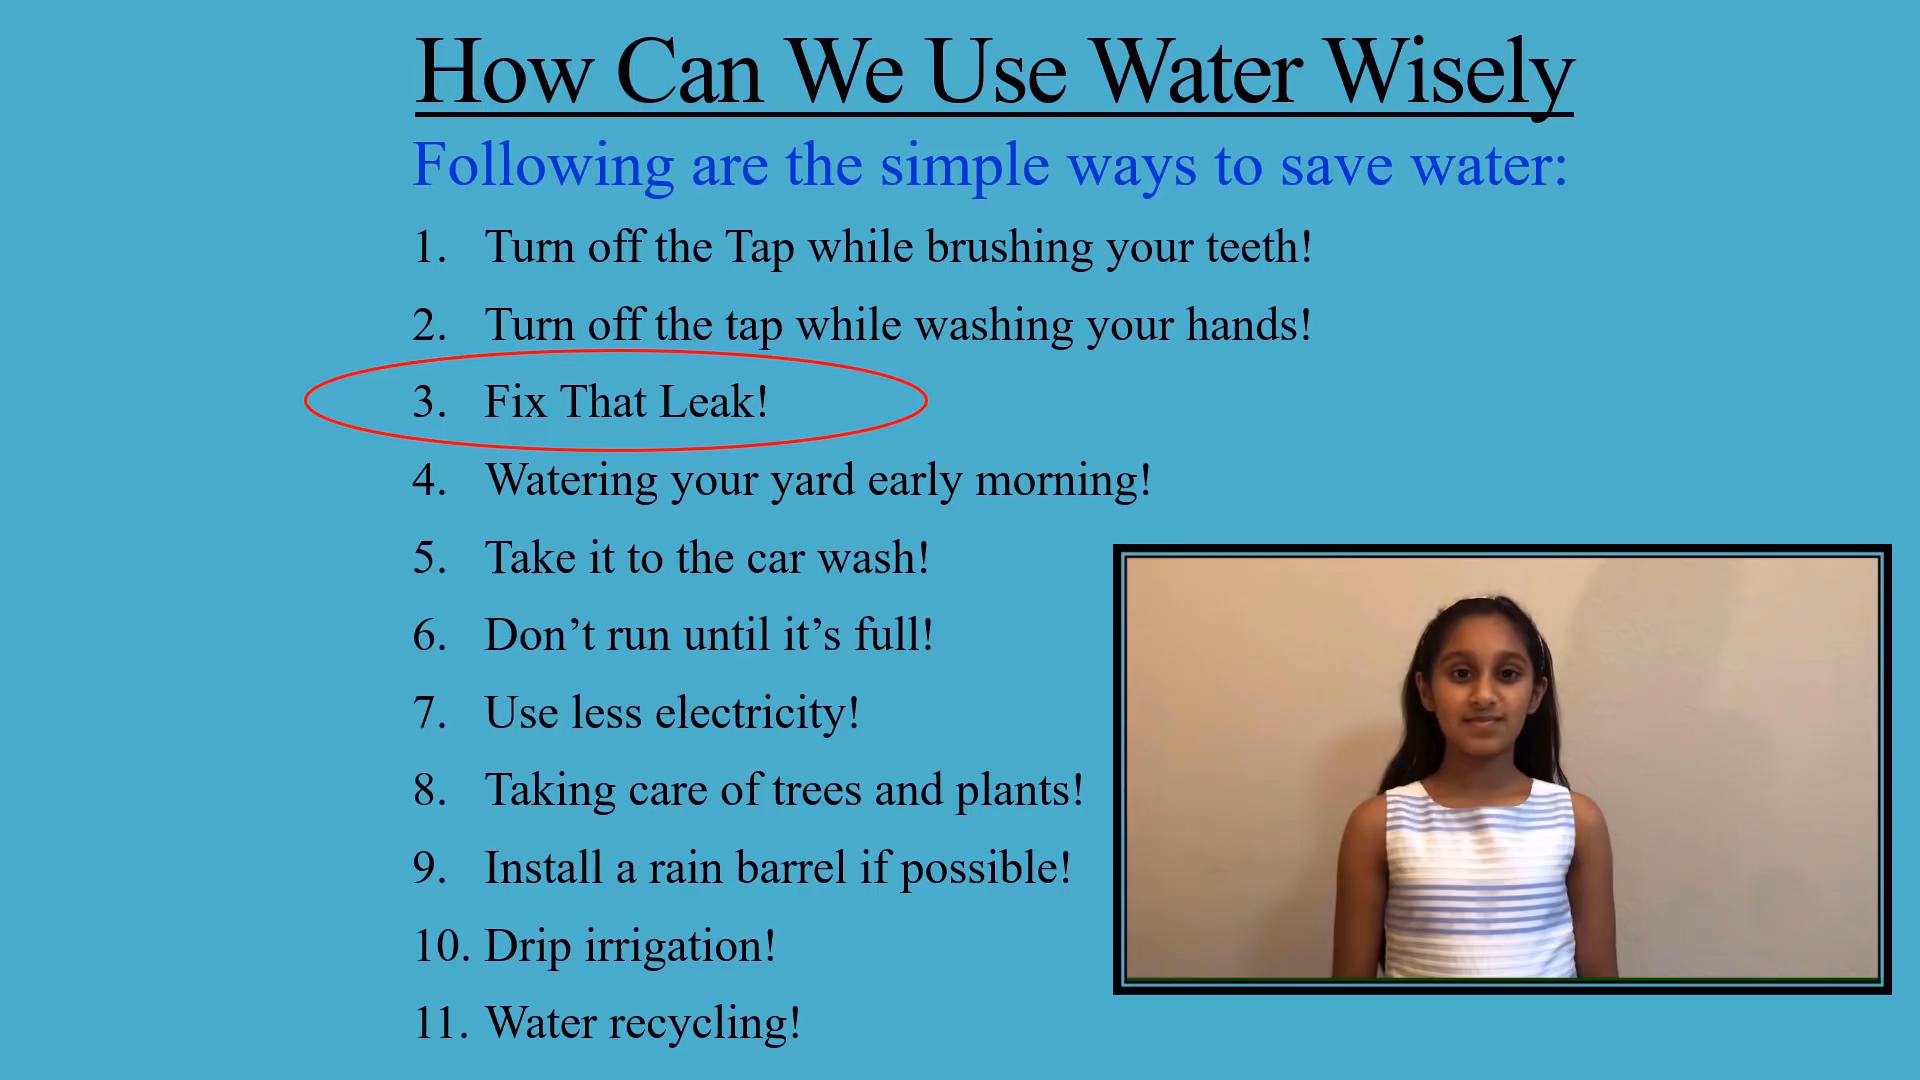 How Can We Use Water Wisely
Following are the simple ways to save water:
1. Turn off the Tap while brushing your teeth!
2. Turn off the tap while washing your hands!
3. Fix That Leak!
4. Watering your yard early morning!
5. Take it to the car wash!
6. Don’t run until it’s full!
7. Use less electricity!
8. Taking care of trees and plants!
9. Install a rain barrel if possible!
10. Drip irrigation!
11. Water recycling!